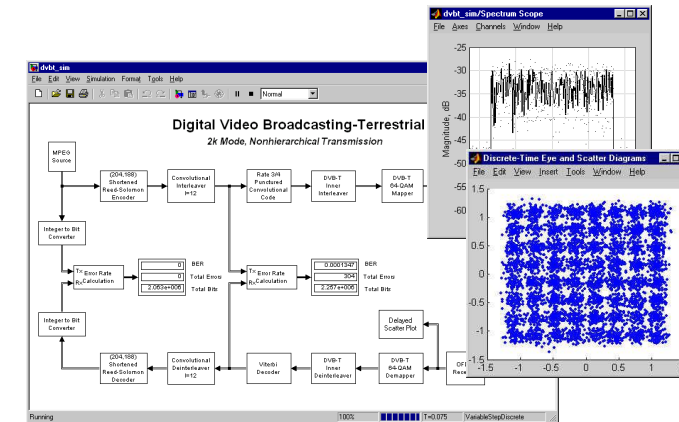 dvbt_sim/Spectrum Scope
File Axes Channels Window Help
-25
-30
-35
-40
-45
-50
-55
-60
Magnitude, dB
dvbt_sim
File Edit View Simulation Format Tools Help
Normal
Digital Video Broadcasting-Terrestrial
2k Mode, Nonhierarchical Transmission
MPEG
Source
(204,188)
Shortened
Reed-Solomon
Encoder
Convolutional
Interleaver
I=12
Rate 3/4
Punctured
Convolutional
Code
DVB-T
Inner
Interleaver
DVB-T
64-QAM
Mapper
Integer to Bit
Converter
Tx
Rx
Error Rate
Calculation
0
BER
0
Total Errors
2.063e+006
Total Bits
Tx
Rx
Error Rate
Calculation
0.0001347
BER
304
Total Errors
2.257e+006
Total Bits
Integer to Bit
Converter
Delayed
Scatter Plot
(204,188)
Shortened
Reed-Solomon
Decoder
Convolutional
Deinterleaver
I=12
Viterbi
Decoder
DVB-T
Inner
Deinterleaver
DVB-T
64-QAM
Demapper
OF
Rece
Running
100%
T=0.075
VariableStepDiscrete
Discrete-Time Eye and Scatter Diagrams
File Edit View Insert Tools Window Help
1.5
1
0.5
0
-0.5
-1
-1.5
-1.5 -1 -0.5 0 0.5 1